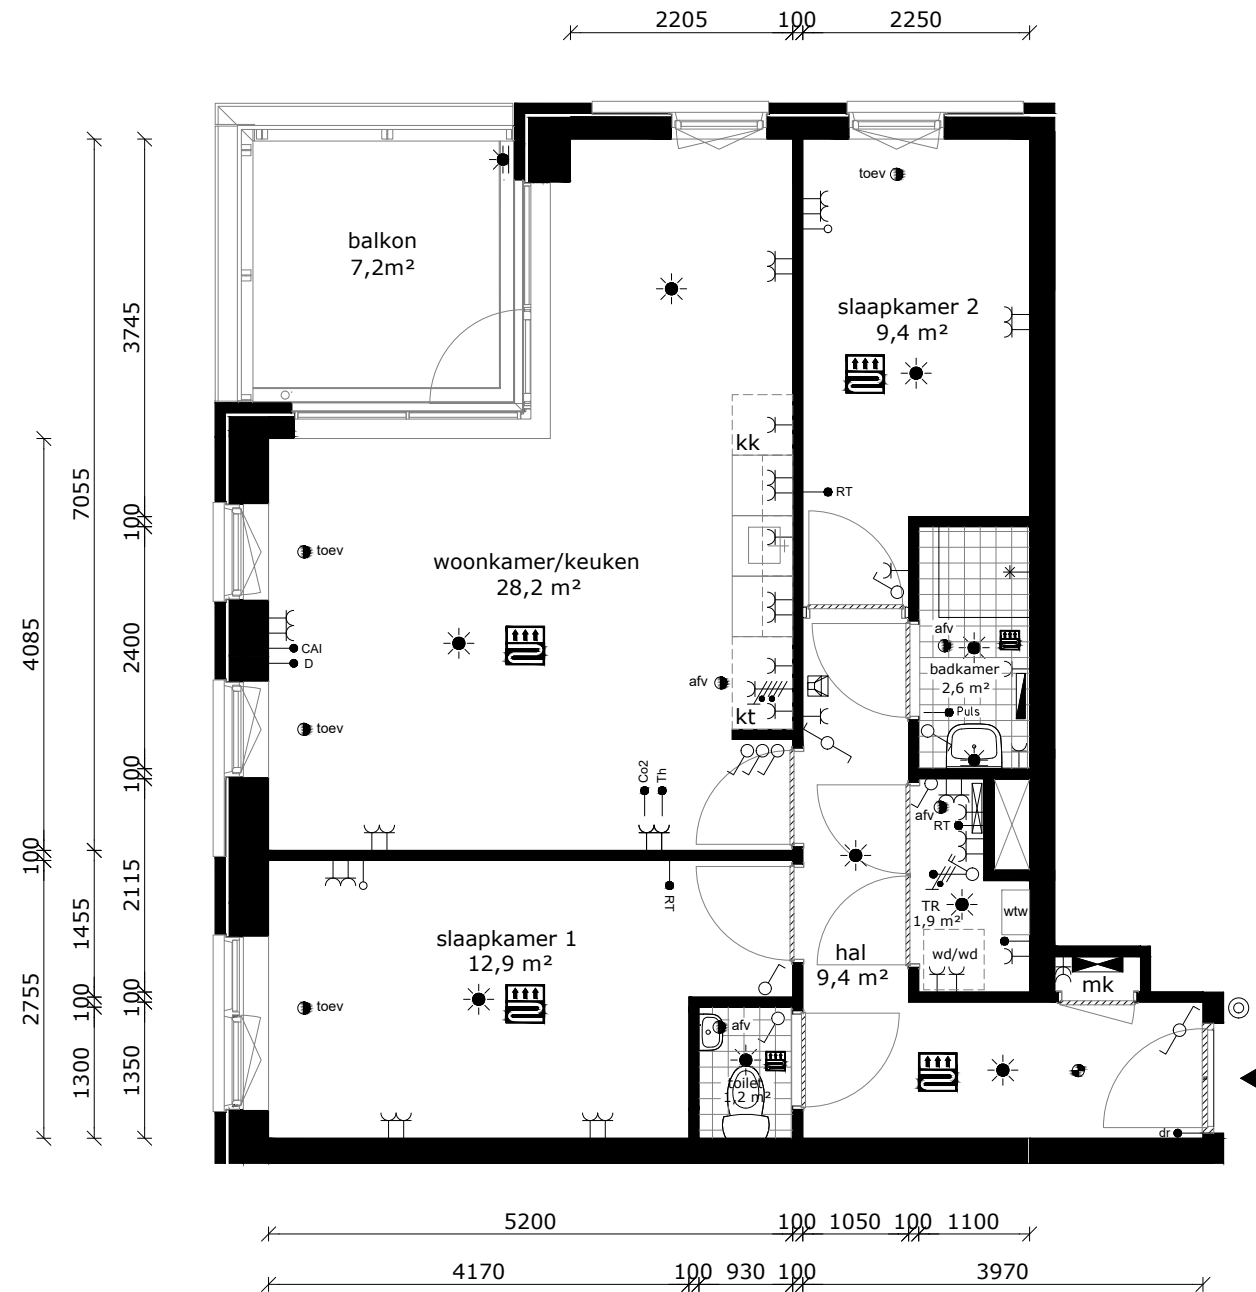 2205 100 2250
balkon
7,2m²
toev
slaapkamer 2
9,4 m²
kk
RT
woonkamer/keuken
28,2 m²
toev
CAI
D
afv
kt
toev
afv
badkamer
2,6 m²
Puls
Co2
Th
afv
RT
TR
1,9 m²
wtw
wd/wd
RT
slaapkamer 1
12,9 m²
hal
9,4 m²
mk
toev
afv
toilet
1,2 m²
dr
3745
100
2400
100
2115
100
1350
7055
1455
100
1300
4085
100
2755
5200 100 1050 100 1100
4170 100 930 100 3970